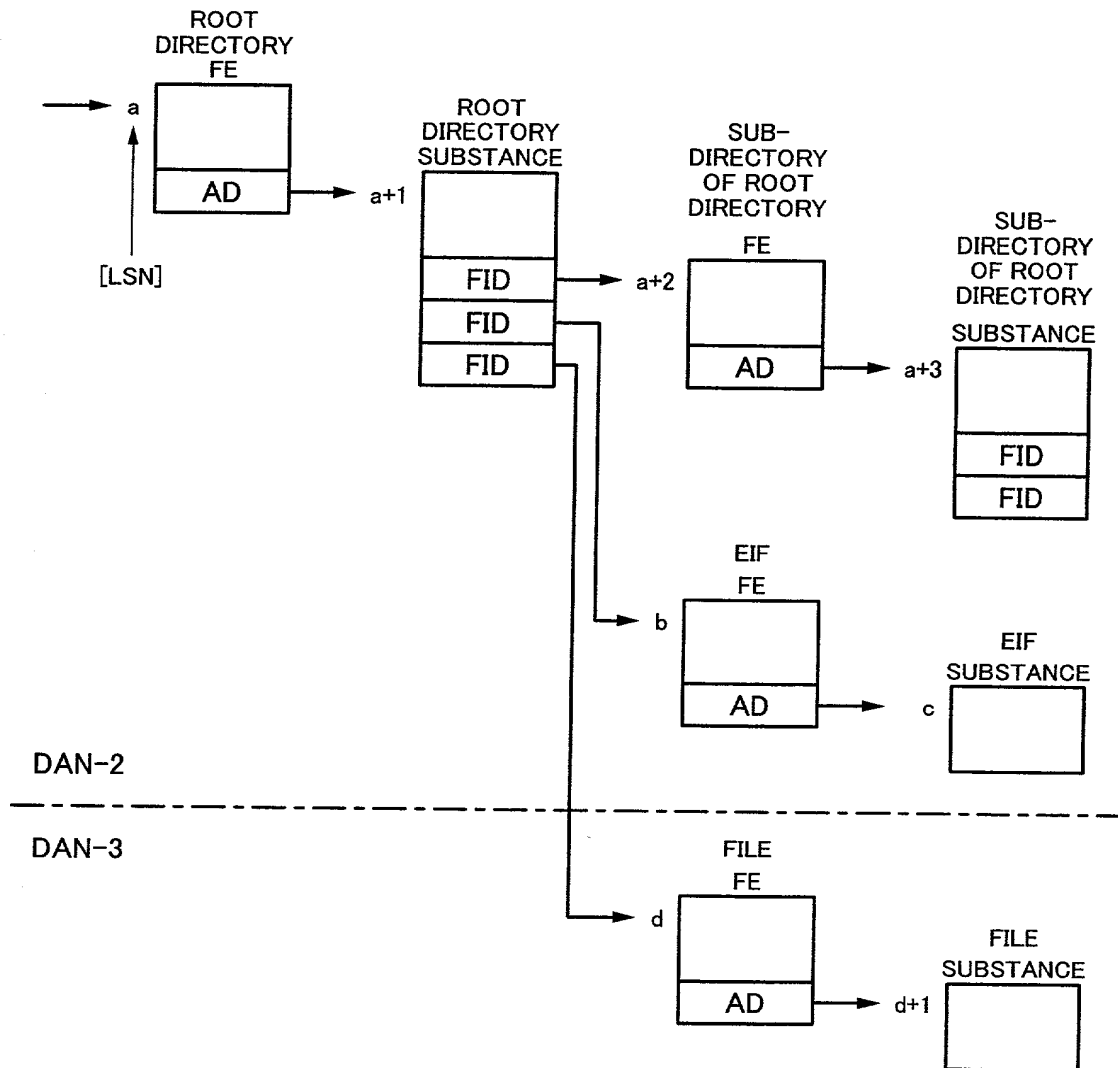 ROOT
DIRECTORY
FE
a
AD
[LSN]
ROOT
DIRECTORY
SUBSTANCE
a+1
FID
FID
FID
SUB-
DIRECTORY
OF ROOT
DIRECTORY
FE
a+2
AD
SUB-
DIRECTORY
OF ROOT
DIRECTORY
SUBSTANCE
a+3
FID
FID
EIF
FE
b
AD
EIF
SUBSTANCE
c
DAN-2
DAN-3
FILE
FE
d
AD
FILE
SUBSTANCE
d+1